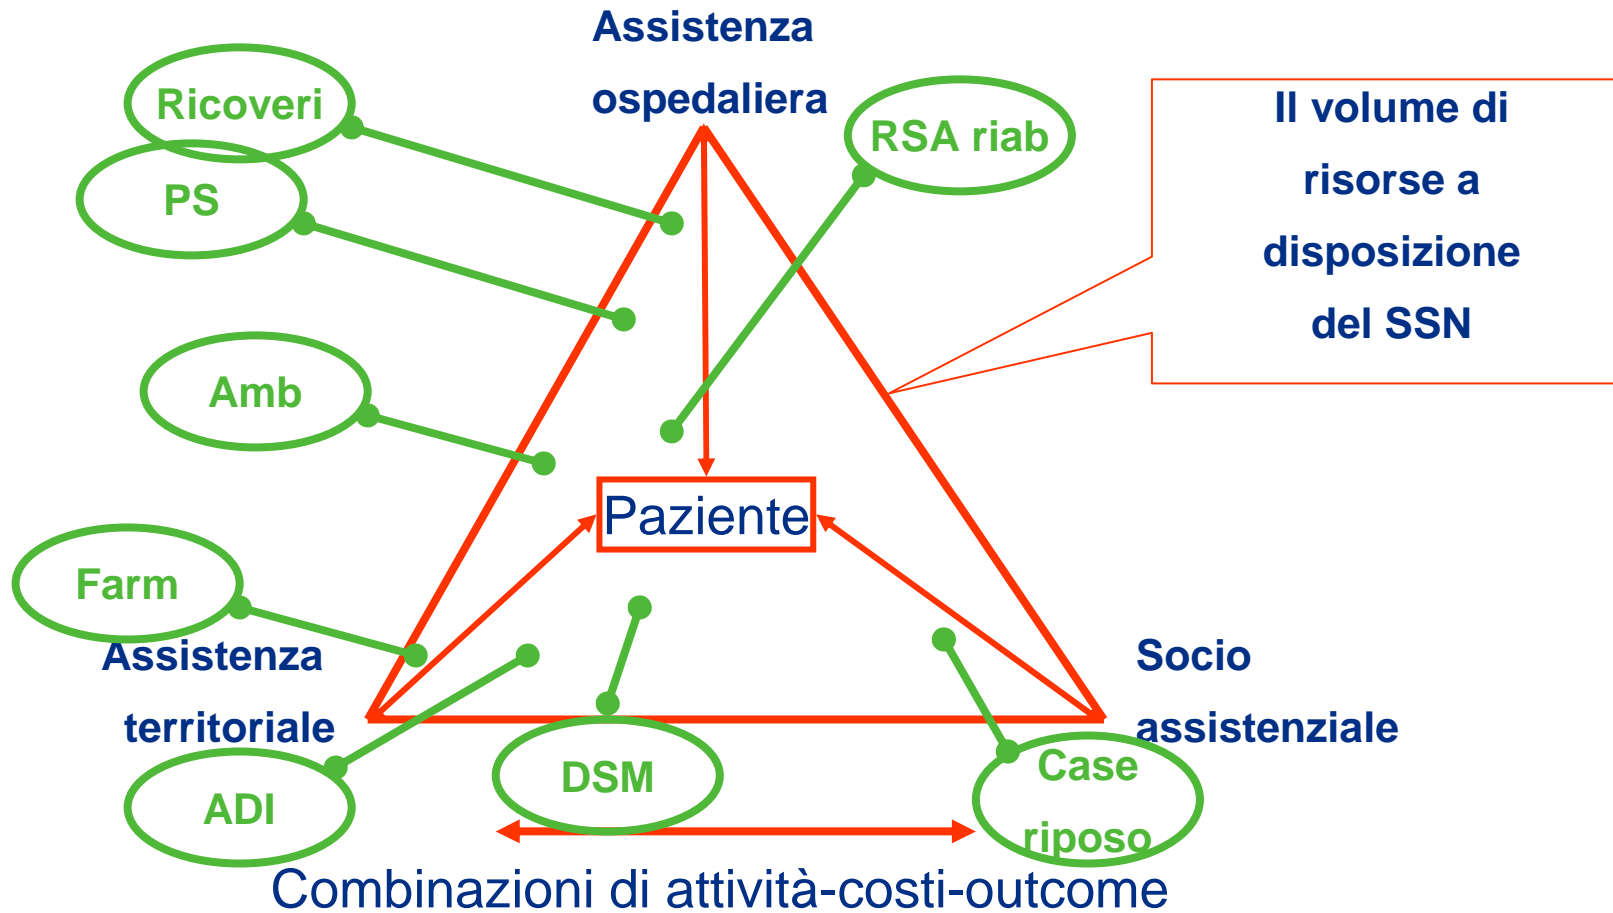 Assistenza
ospedaliera
Ricoveri
PS
RSA riab
Il volume di
risorse a
disposizione
del SSN
Amb
Paziente
Farm
Assistenza
territoriale
Socio
assistenziale
ADI
DSM
Case
riposo
Combinazioni di attività-costi-outcome